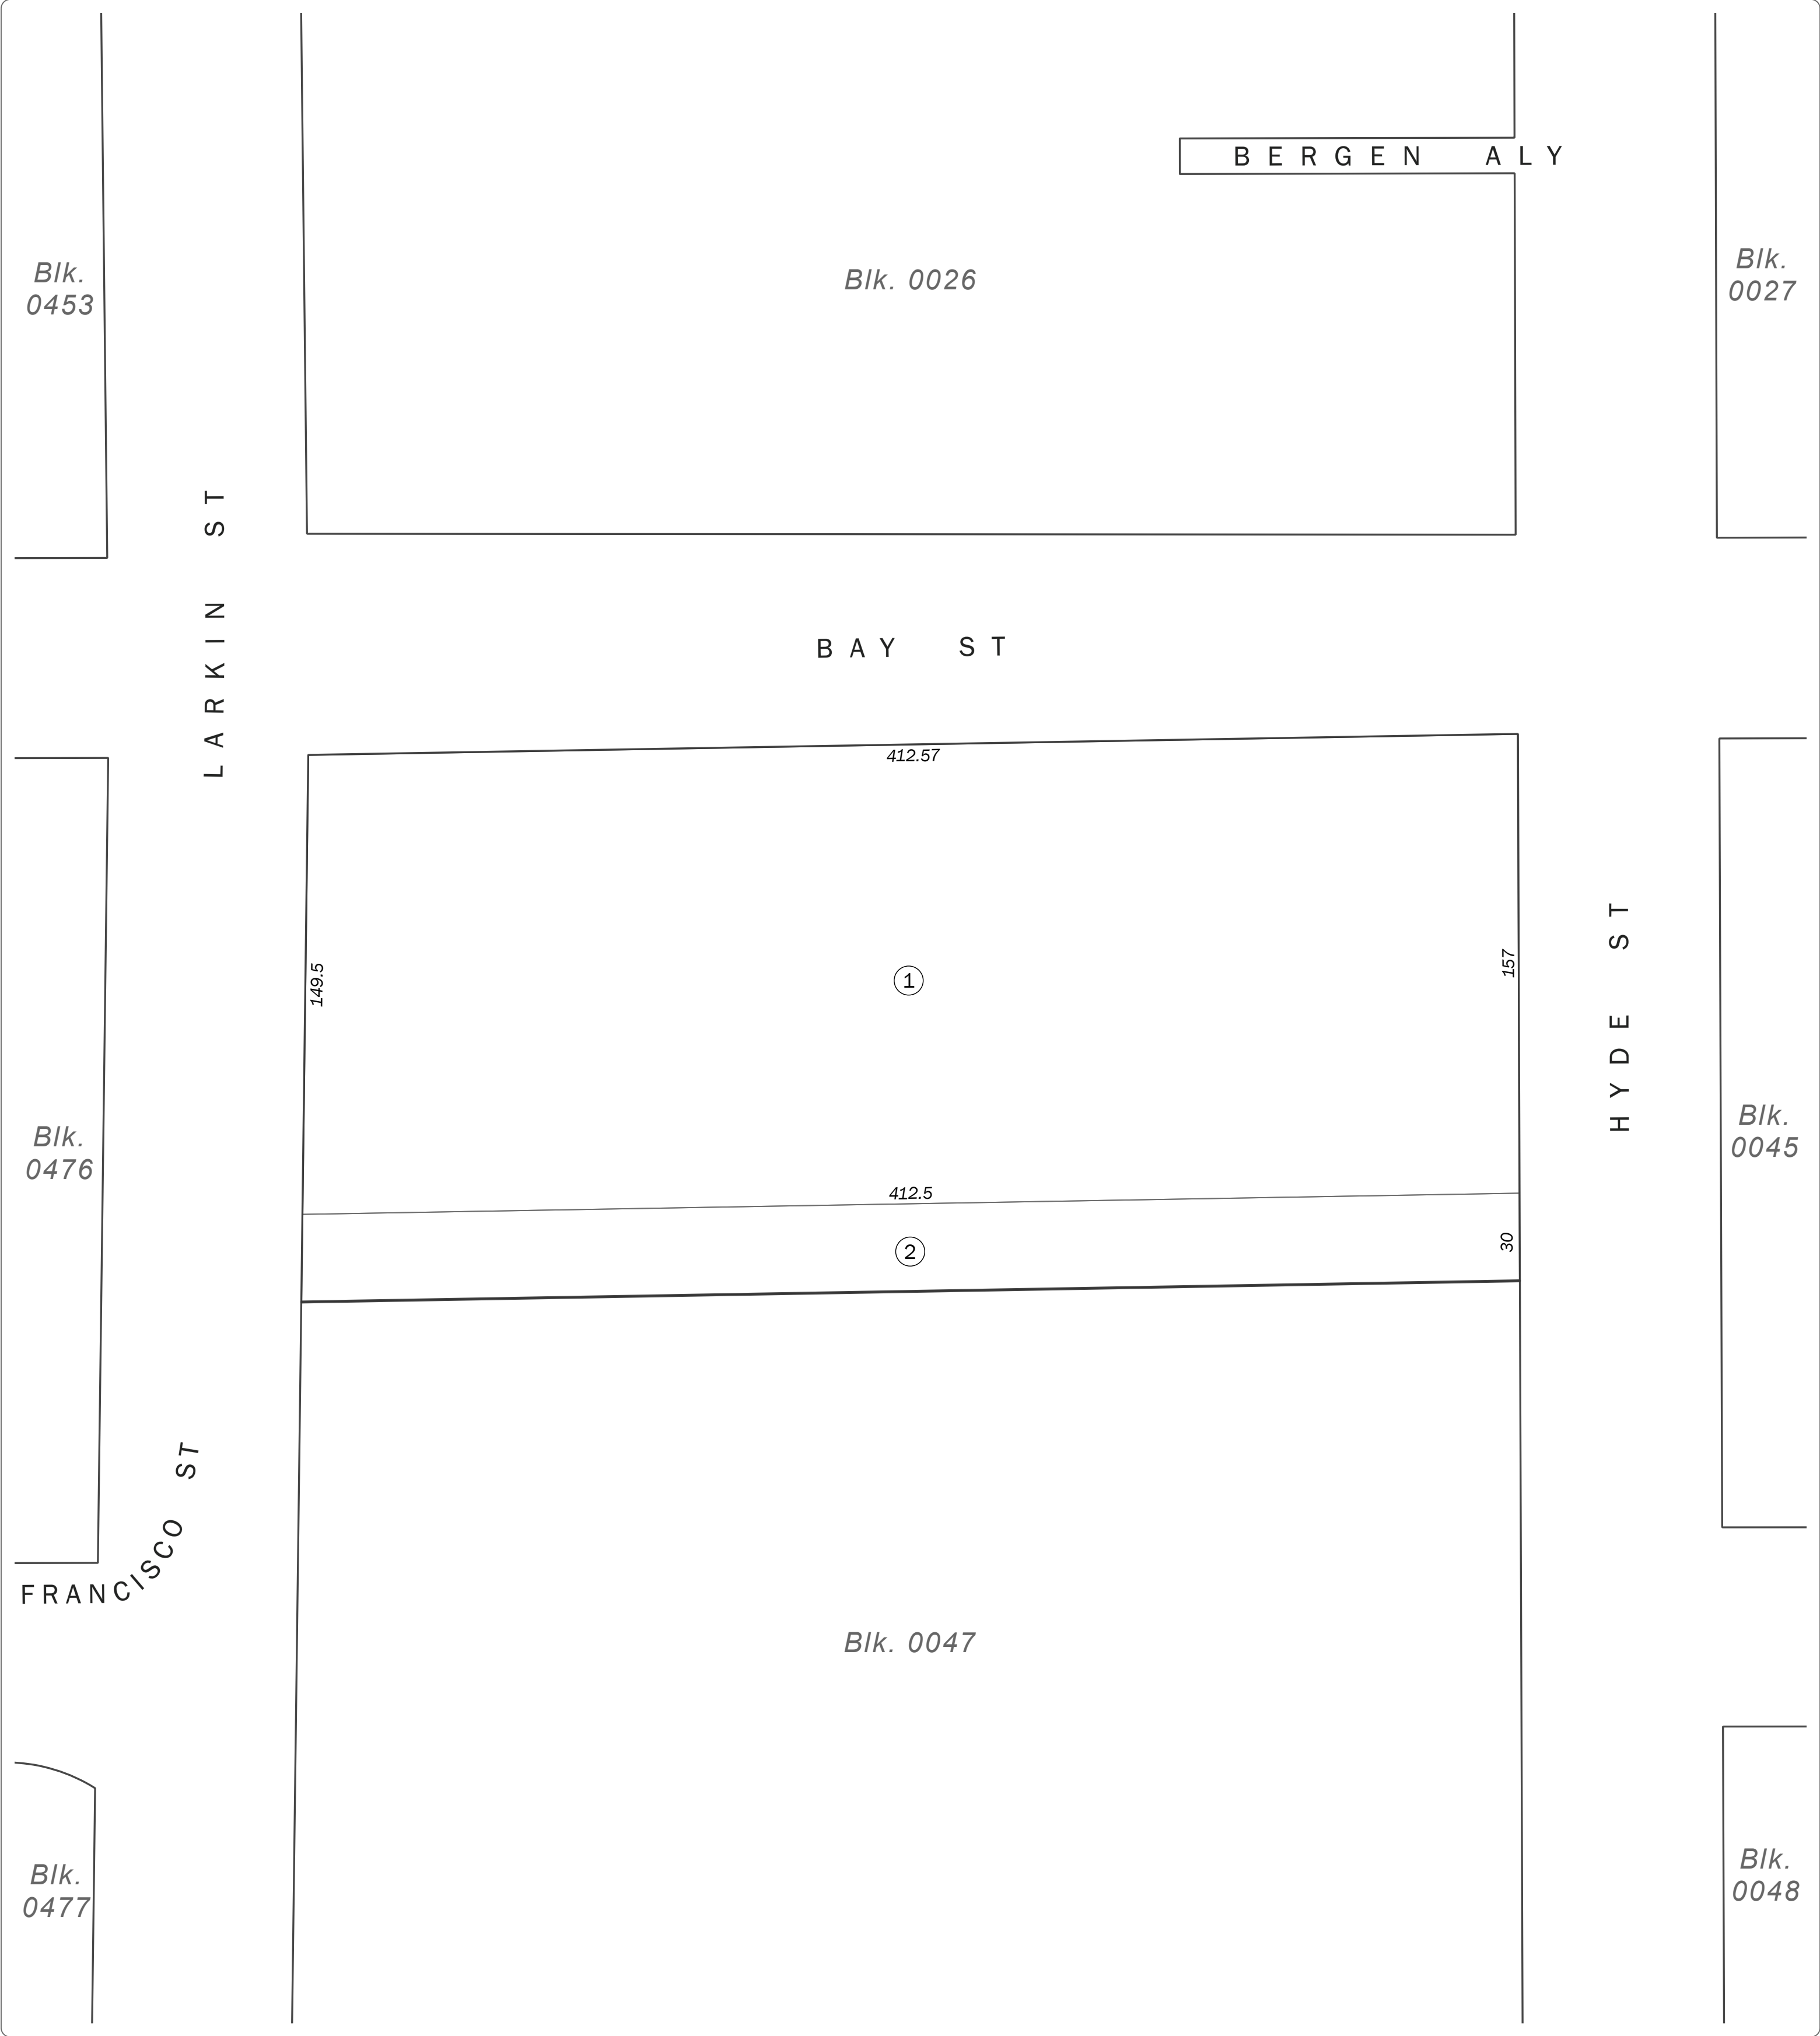 BERGEN ALY
Blk.
0453
Blk. 0026
Blk.
0027
LARKIN ST
BAY ST
412.57
149.5
1
157
HYDE ST
Blk.
0476
Blk.
0045
412.5
2
30
FRANCISCO ST
Blk. 0047
Blk.
0477
Blk.
0048